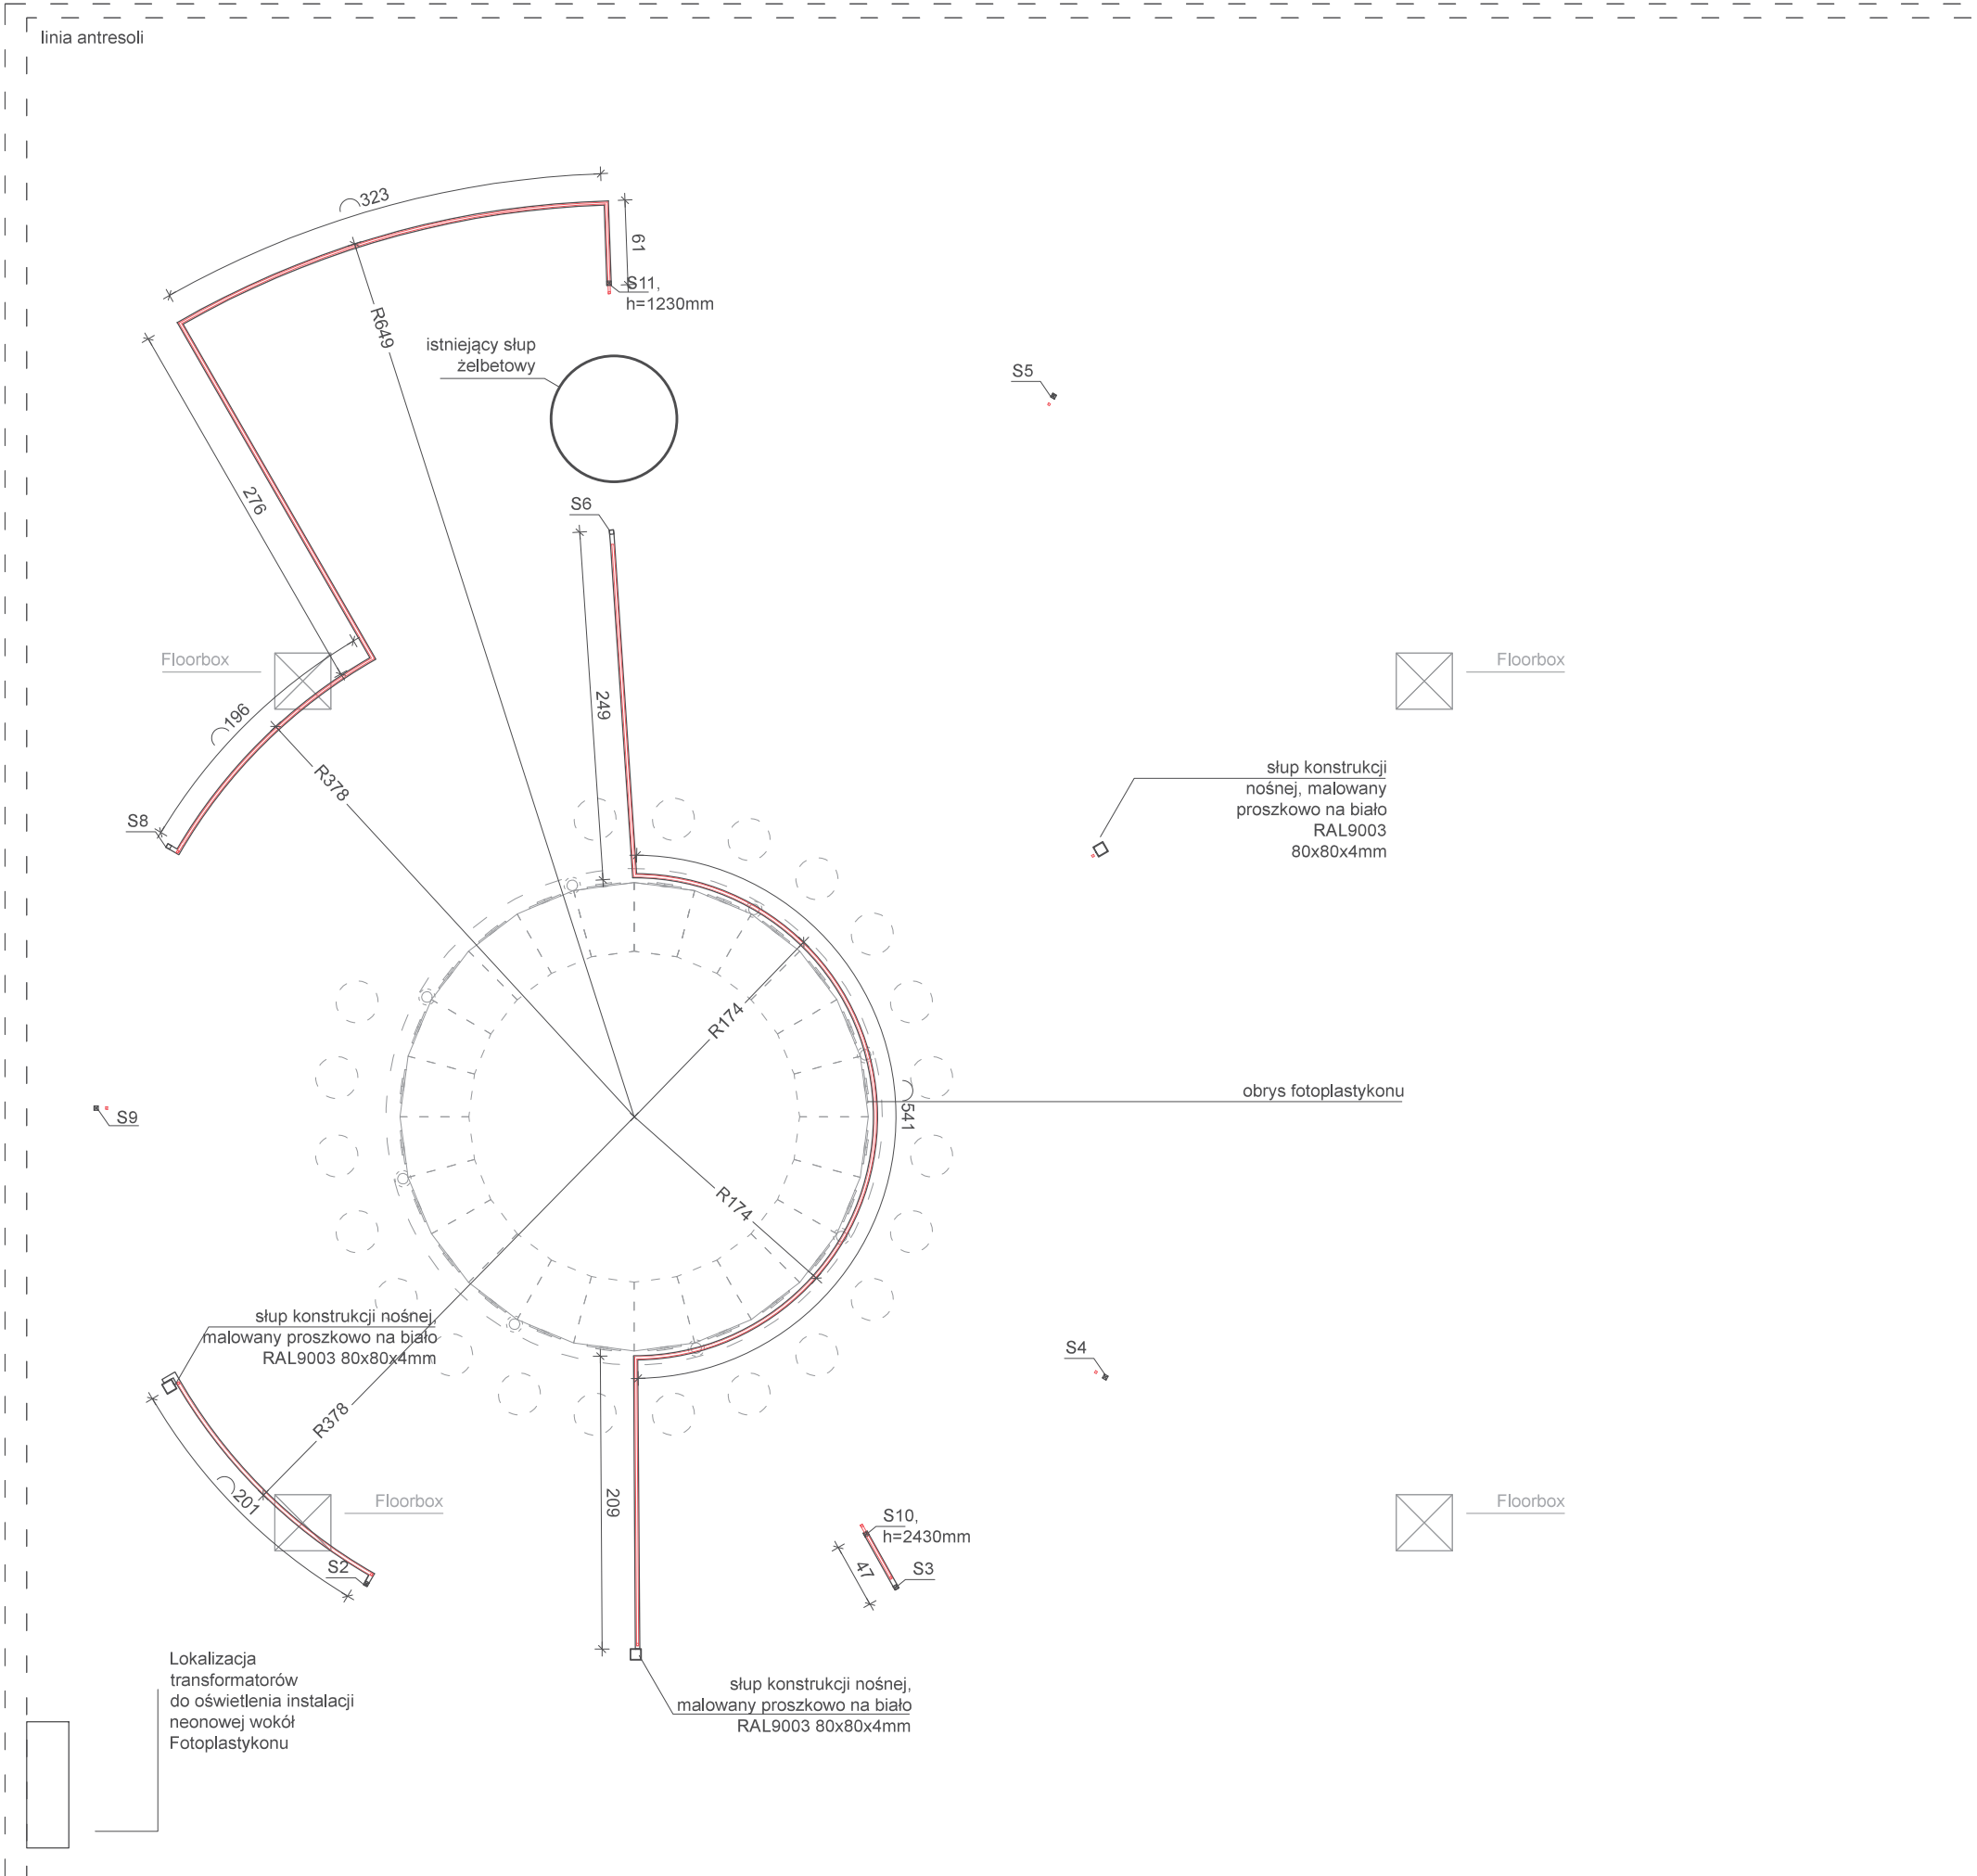 linia antresoli
323
61
S11,
h=1230mm
R649
istniejący słup
żelbetowy
S5
276
S6
Floorbox
249
Floorbox
196
R378
słup konstrukcji
nośnej, malowany
proszkowo na biało
RAL9003
80x80x4mm
S8
R174
obrys fotoplastykonu
541
S9
R174
słup konstrukcji nośnej,
malowany proszkowo na biało
RAL9003 80x80x4mm
S4
R378
201
Floorbox
209
S10,
h=2430mm
Floorbox
S2
47
S3
Lokalizacja
transformatorów
do oświetlenia instalacji
neonowej wokół
Fotoplastykonu
słup konstrukcji nośnej,
malowany proszkowo na biało
RAL9003 80x80x4mm